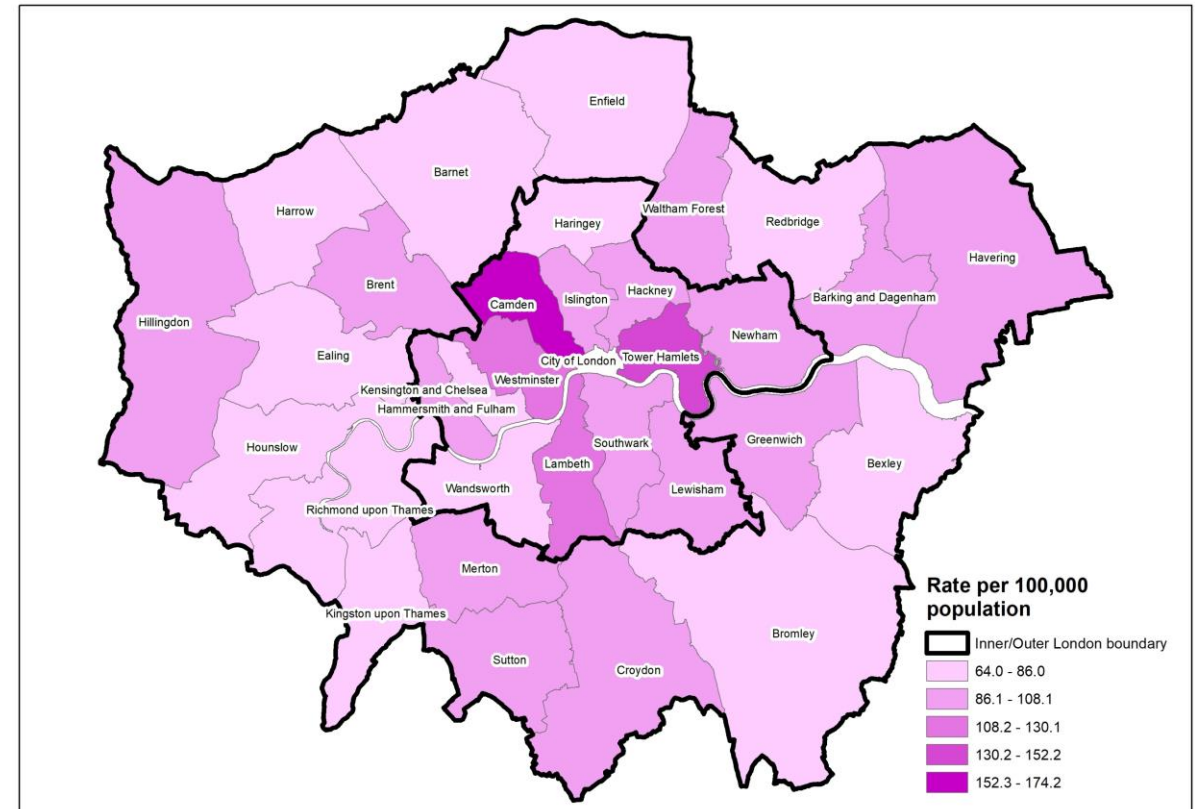 Enfield
Barnet
Harrow
Haringey
Waltham Forest
Redbridge
Havering
Brent
Camden
Islington
Hackney
Barking and Dagenham
Hillingdon
Newham
Ealing
City of London
Tower Hamlets
Westminster
Kensington and Chelsea
Hammersmith and Fulham
Hounslow
Southwark
Greenwich
Lambeth
Bexley
Wandsworth
Lewisham
Richmond upon Thames
Merton
Kingston upon Thames
Bromley
Sutton
Croydon
Rate per 100,000
population
Inner/Outer London boundary
64.0 - 86.0
86.1 - 108.1
108.2 - 130.1
130.2 - 152.2
152.3 - 174.2